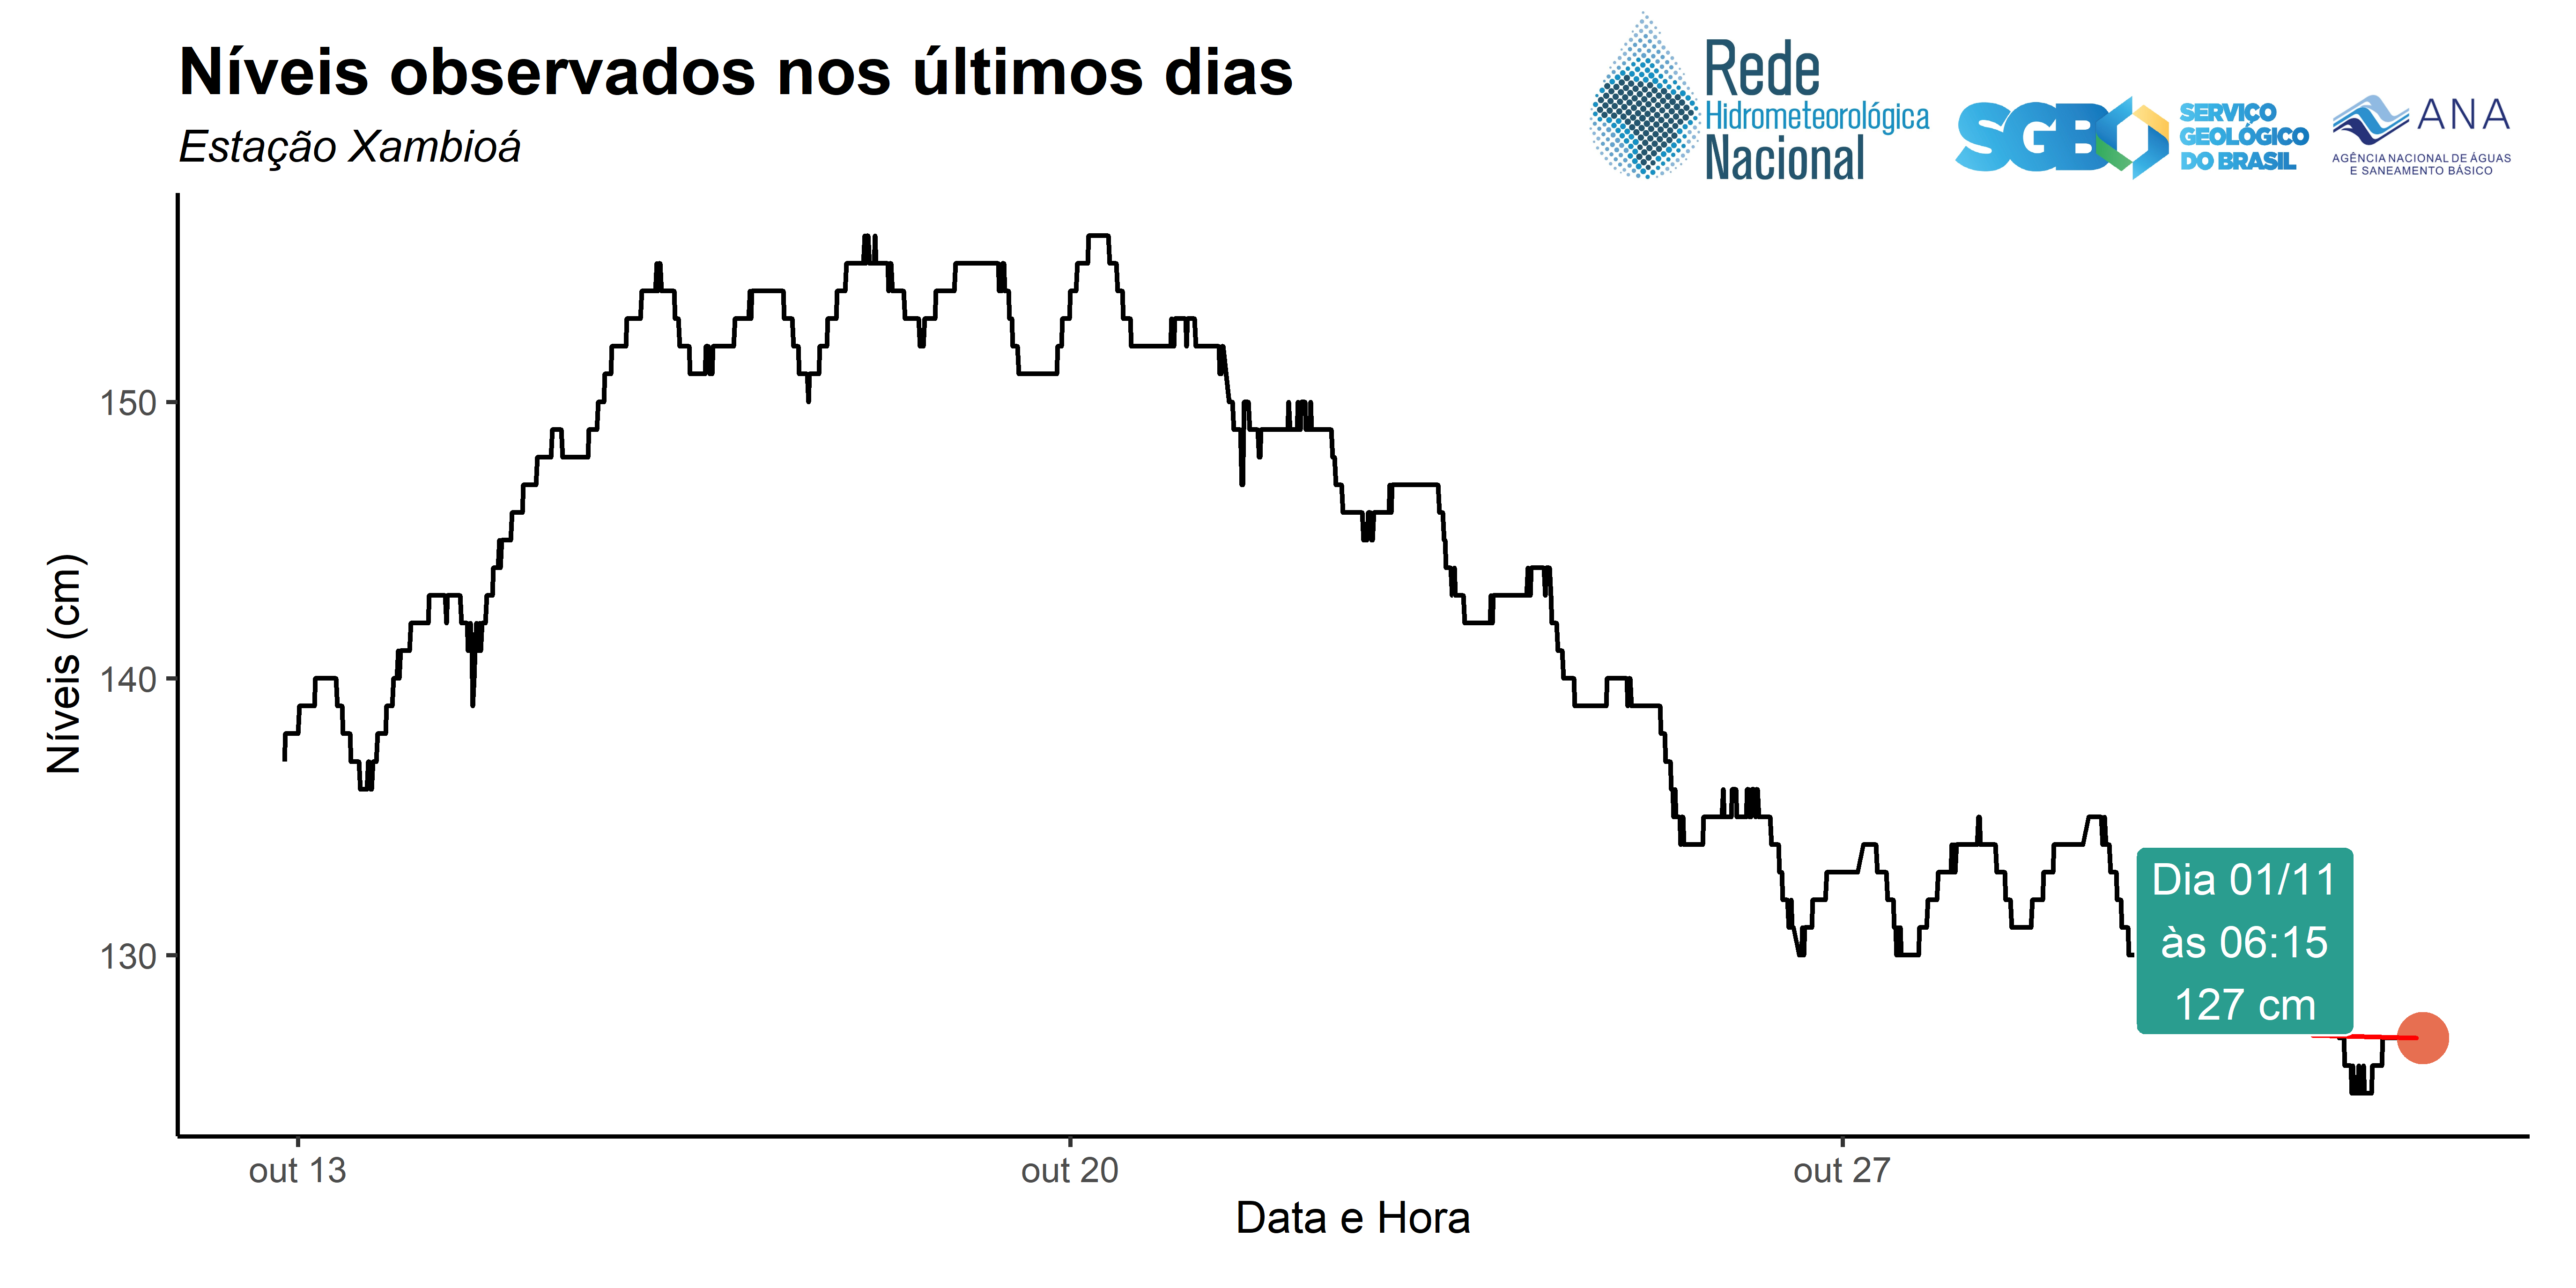 Níveis observados nos últimos dias
Estação Xambioá
Rede
Hidrometeorológica
Nacional
SGB
SERVIÇO
GEOLÓGICO
DO BRASIL
ANA
AGÊNCIA NACIONAL DE ÁGUAS
E SANEAMENTO BÁSICO
Níveis (cm)
150
140
130
Dia 01/11
às 06:15
127 cm
out 13
out 20
out 27
Data e Hora